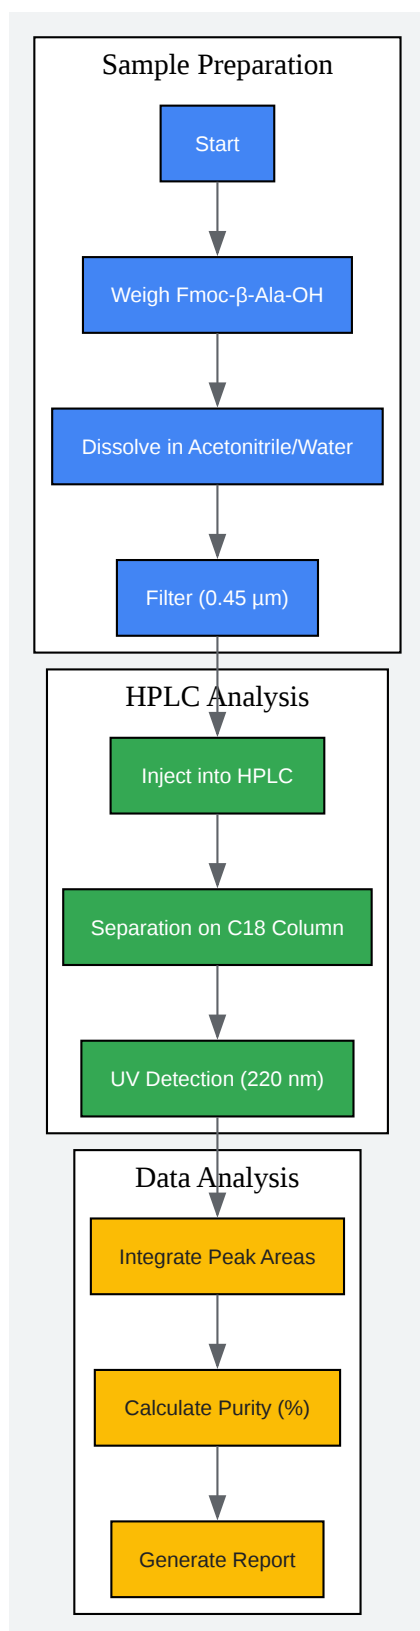 Sample Preparation
Start
Weigh Fmoc-β-Ala-OH
Dissolve in Acetonitrile/Water
Filter (0.45 µm)
HPLC Analysis
Inject into HPLC
Separation on C18 Column
UV Detection (220 nm)
Data Analysis
Integrate Peak Areas
Calculate Purity (%)
Generate Report